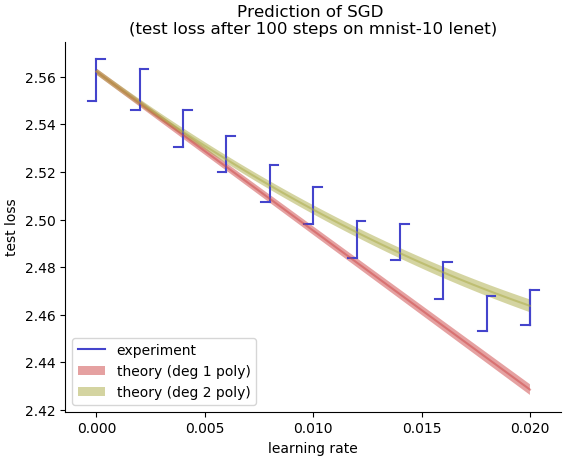 Prediction of SGD
(test loss after 100 steps on mnist-10 lenet)
2.56
2.54
2.52
2.50
2.48
2.46
2.44
2.42
test loss
experiment
theory (deg 1 poly)
theory (deg 2 poly)
0.000
0.005
0.010
0.015
0.020
learning rate